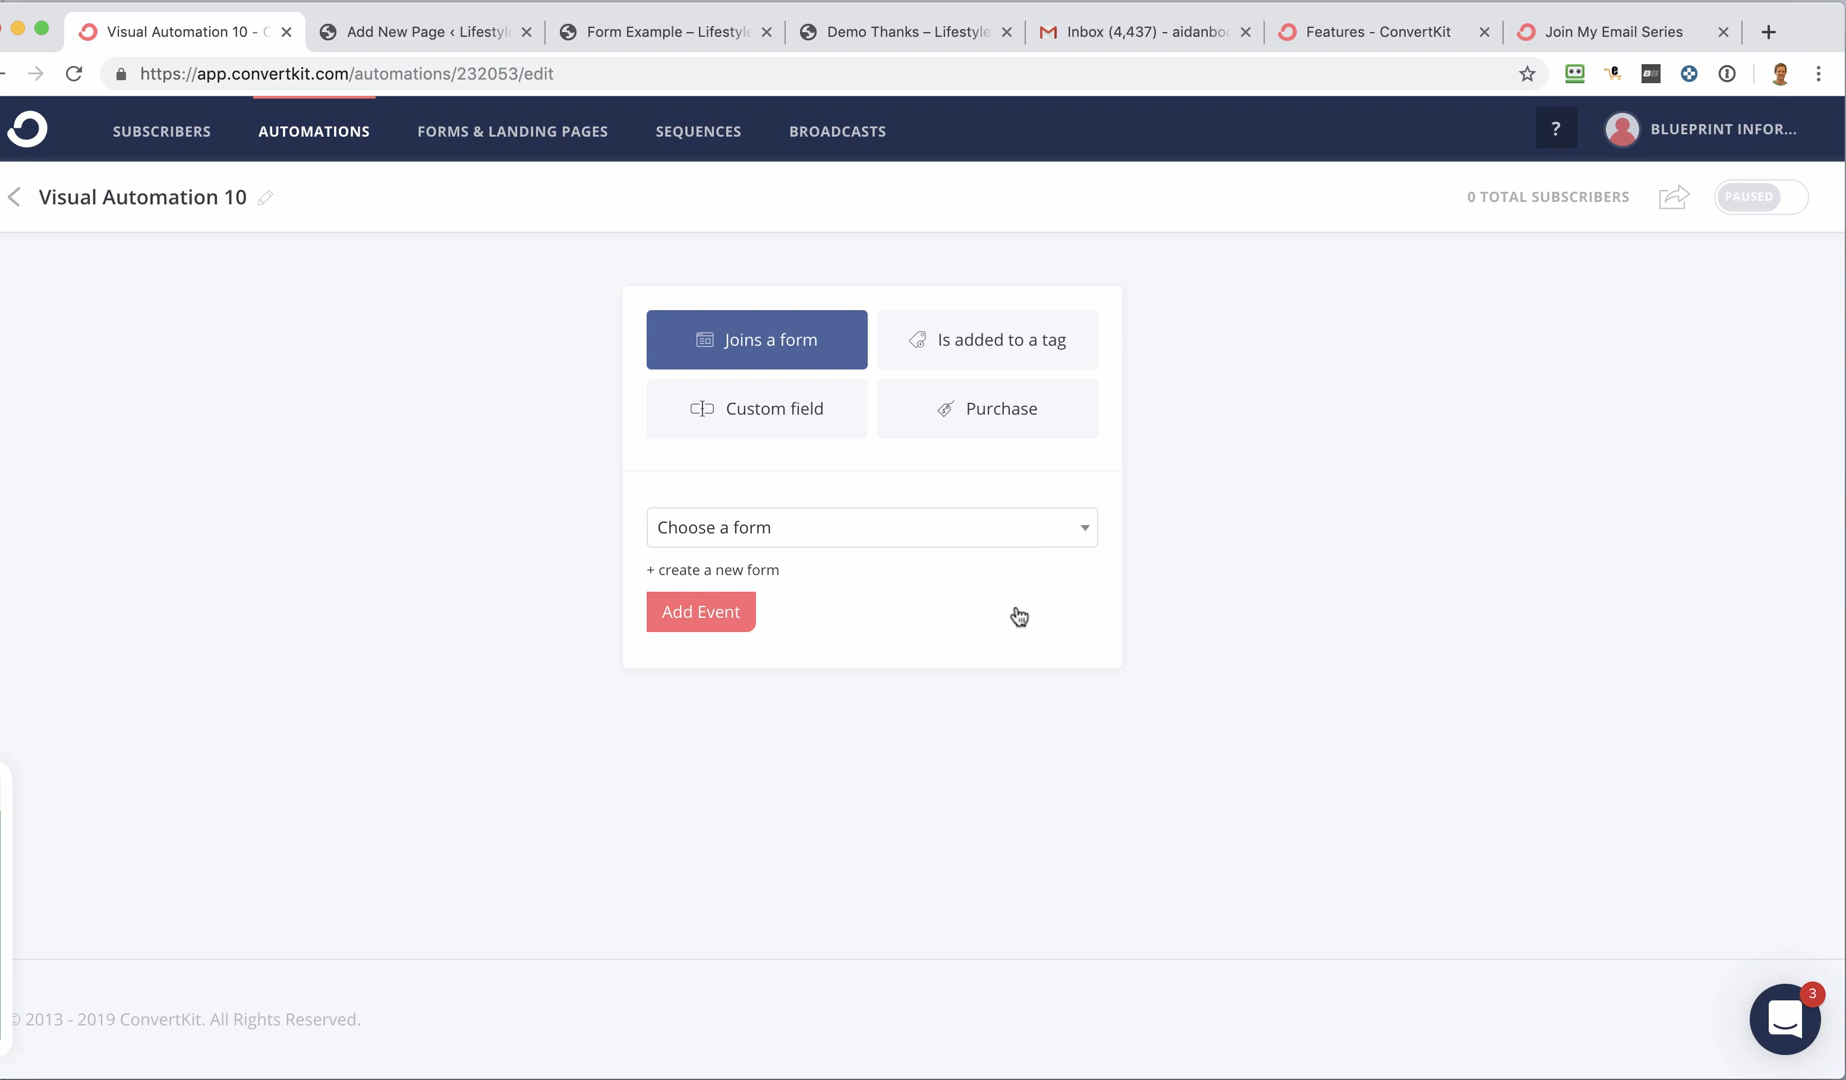 Visual Automation 10 - C
Add New Page ‹ Lifestyl
Form Example – Lifestyle
Demo Thanks – Lifestyle
Inbox (4,437) - aidanboo
Features - ConvertKit
Join My Email Series
https://app.convertkit.com/automations/232053/edit
SUBSCRIBERS
AUTOMATIONS
FORMS & LANDING PAGES
SEQUENCES
BROADCASTS
?
BLUEPRINT INFOR...
Visual Automation 10
0 TOTAL SUBSCRIBERS
PAUSED
Joins a form
Is added to a tag
Custom field
Purchase
Choose a form
+ create a new form
Add Event
3
© 2013 - 2019 ConvertKit. All Rights Reserved.